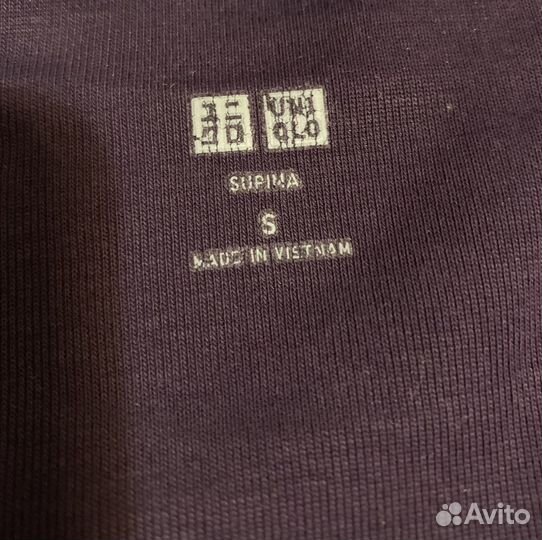 ユニ UNI
クロ QLO
SUPIMA
S
MADE IN VIETNAM
Avito